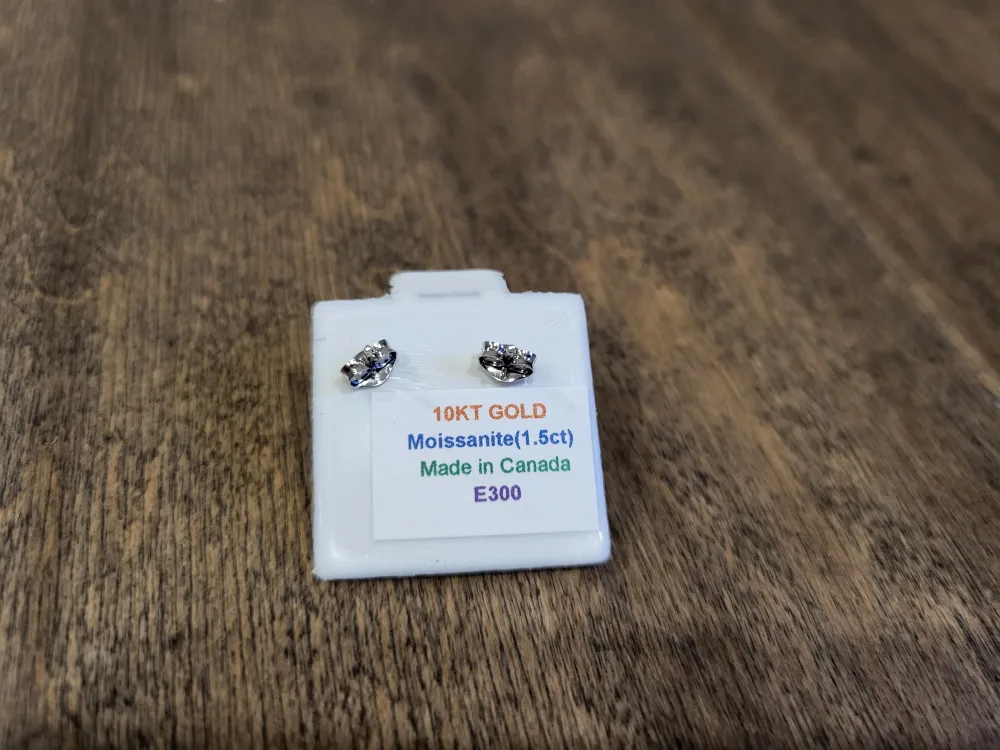 10KT GOLD
Moissanite(1.5ct)
Made in Canada
E300